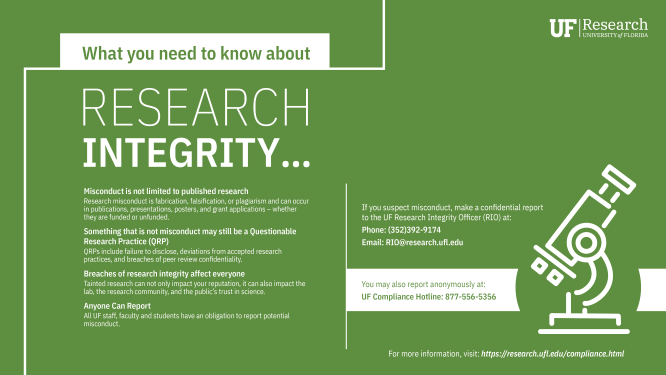 UF Research
UNIVERSITY of FLORIDA
What you need to know about
RESEARCH
INTEGRITY...
Misconduct is not limited to published research
Research misconduct is fabrication, falsification, or plagiarism and can occur
in publications, presentations, posters, and grant applications – whether
they are funded or unfunded.
Something that is not misconduct may still be a Questionable
Research Practice (QRP)
QRPs include failure to disclose, deviations from accepted research
practices, and breaches of peer review confidentiality.
Breaches of research integrity affect everyone
Tainted research can not only impact your reputation, it can also impact the
lab, the research community, and the public's trust in science.
Anyone Can Report
All UF staff, faculty and students have an obligation to report potential
misconduct.
If you suspect misconduct, make a confidential report
to the UF Research Integrity Officer (RIO) at:
Phone: (352)392-9174
Email: RIO@research.ufl.edu
You may also report anonymously at:
UF Compliance Hotline: 877-556-5356
For more information, visit: https://research.ufl.edu/compliance.html